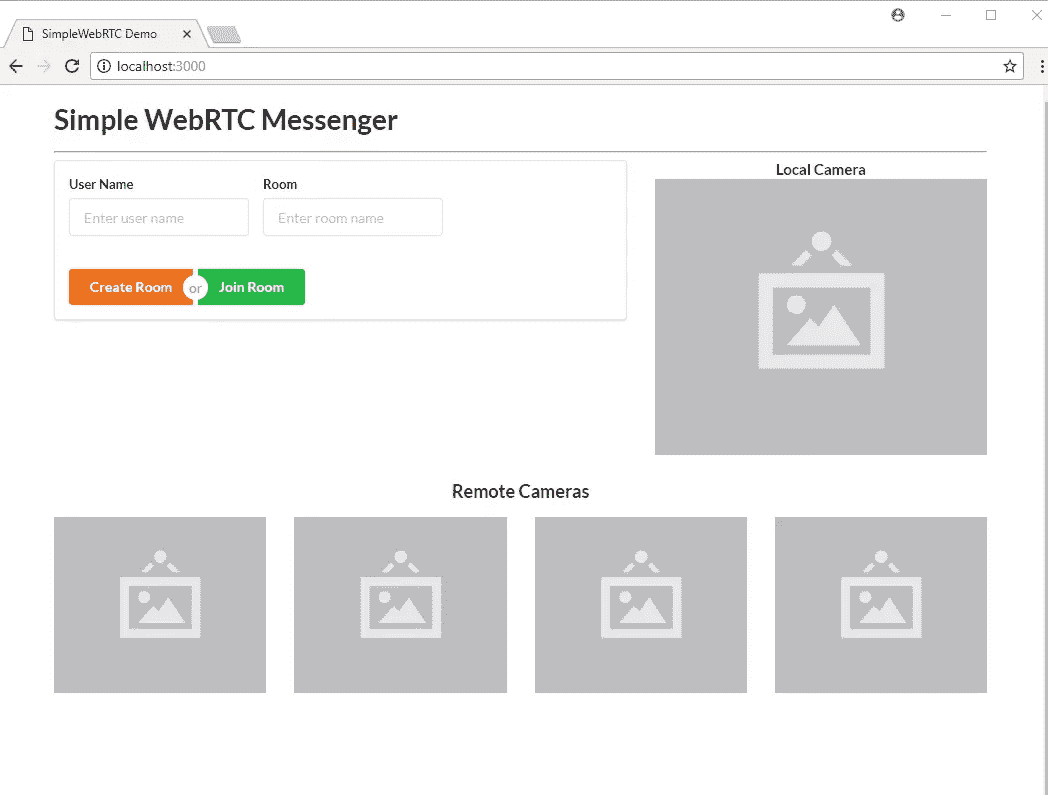 SimpleWebRTC Demo
localhost:3000
Simple WebRTC Messenger
User Name Room
Enter user name Enter room name
Create Room or Join Room
Local Camera
Remote Cameras